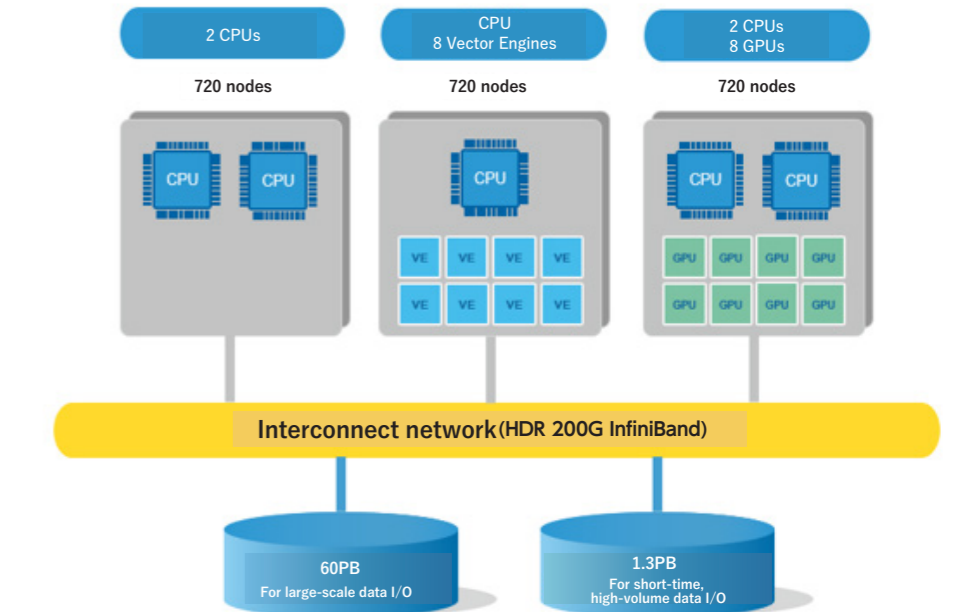 2 CPUs
CPU
8 Vector Engines
2 CPUs
8 GPUs
720 nodes
720 nodes
720 nodes
CPU
CPU
CPU
CPU
CPU
VE VE VE VE
VE VE VE VE
GPU GPU GPU GPU
GPU GPU GPU GPU
Interconnect network(HDR 200G InfiniBand)
60PB
For large-scale data I/O
1.3PB
For short-time,
high-volume data I/O